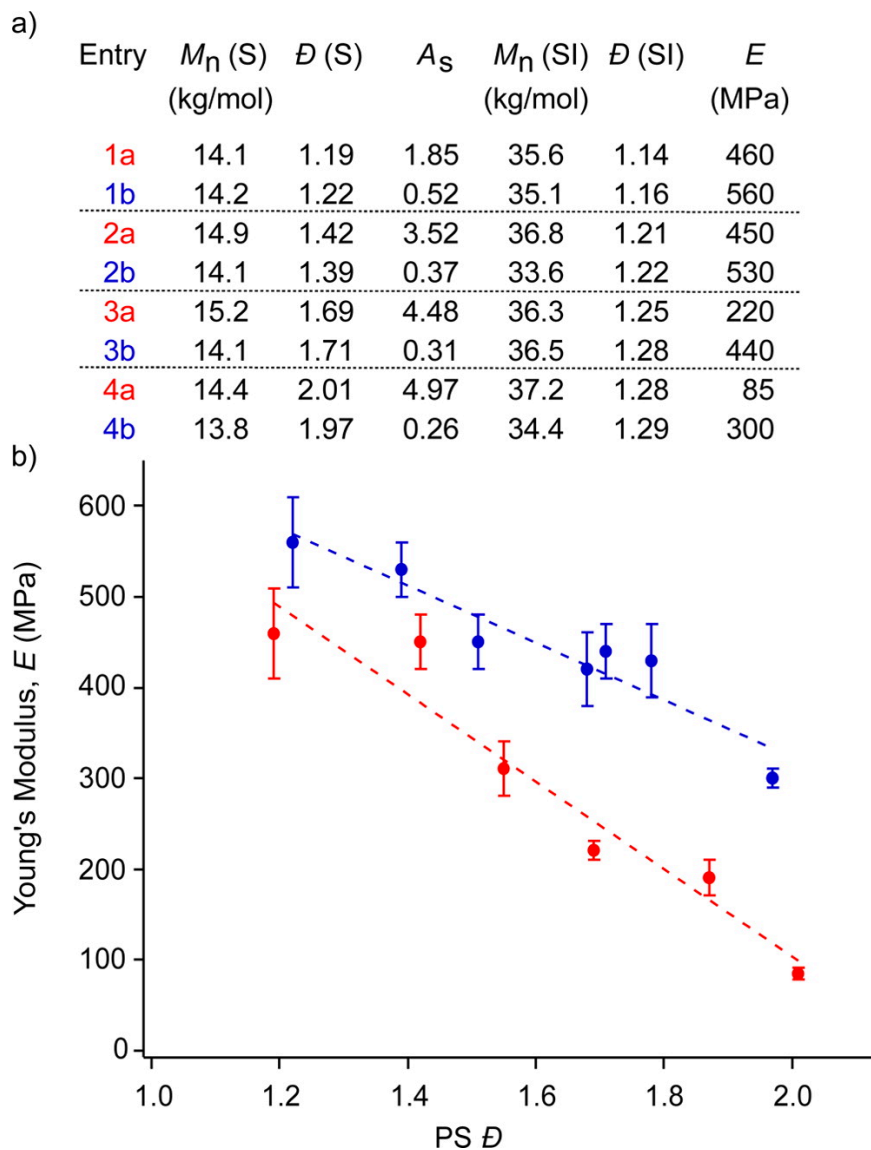 a)
Entry Mn (S) Đ (S) As Mn (SI) Đ (SI) E
(kg/mol) (kg/mol) (MPa)
1a 14.1 1.19 1.85 35.6 1.14 460
1b 14.2 1.22 0.52 35.1 1.16 560
2a 14.9 1.42 3.52 36.8 1.21 450
2b 14.1 1.39 0.37 33.6 1.22 530
3a 15.2 1.69 4.48 36.3 1.25 220
3b 14.1 1.71 0.31 36.5 1.28 440
4a 14.4 2.01 4.97 37.2 1.28 85
4b 13.8 1.97 0.26 34.4 1.29 300
b)
Young's Modulus, E (MPa)
600
500
400
300
200
100
0
1.0 1.2 1.4 1.6 1.8 2.0
PS Đ